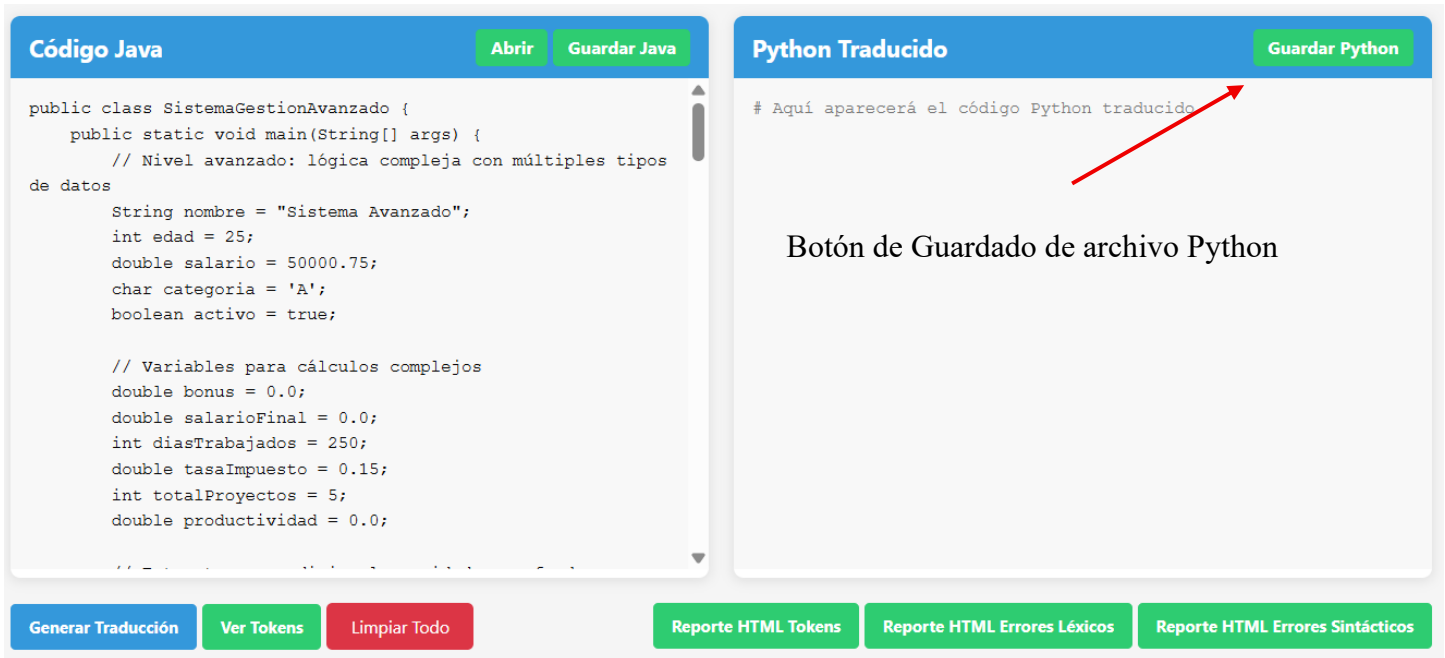 Código Java
Abrir
Guardar Java
public class SistemaGestionAvanzado {
    public static void main(String[] args) {
        // Nivel avanzado: lógica compleja con múltiples tipos
de datos
        String nombre = "Sistema Avanzado";
        int edad = 25;
        double salario = 50000.75;
        char categoria = 'A';
        boolean activo = true;
        // Variables para cálculos complejos
        double bonus = 0.0;
        double salarioFinal = 0.0;
        int diasTrabajados = 250;
        double tasaImpuesto = 0.15;
        int totalProyectos = 5;
        double productividad = 0.0;
Python Traducido
Guardar Python
# Aquí aparecerá el código Python traducido
Botón de Guardado de archivo Python
Generar Traducción
Ver Tokens
Limpiar Todo
Reporte HTML Tokens
Reporte HTML Errores Léxicos
Reporte HTML Errores Sintácticos